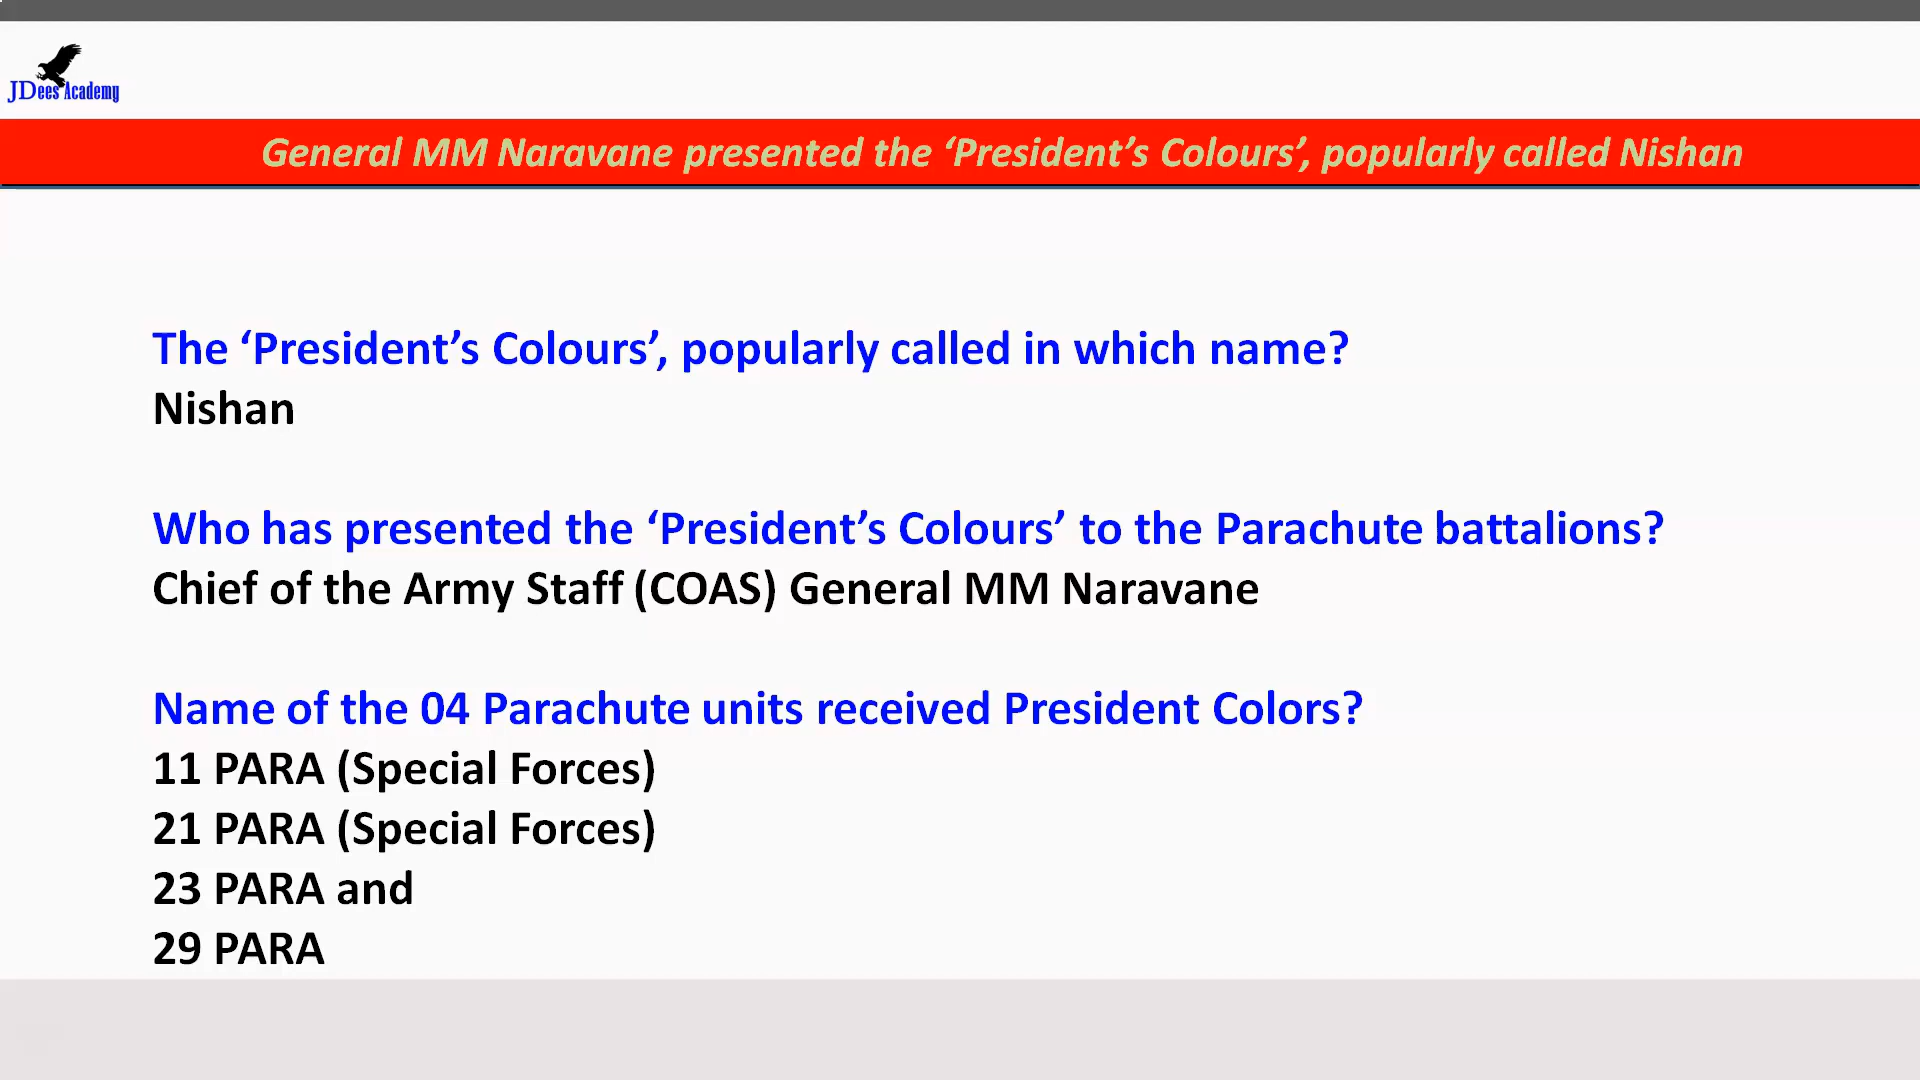 JDees Academy
General MM Naravane presented the ‘President’s Colours’, popularly called Nishan
The ‘President’s Colours’, popularly called in which name?
Nishan
Who has presented the ‘President’s Colours’ to the Parachute battalions?
Chief of the Army Staff (COAS) General MM Naravane
Name of the 04 Parachute units received President Colors?
11 PARA (Special Forces)
21 PARA (Special Forces)
23 PARA and
29 PARA